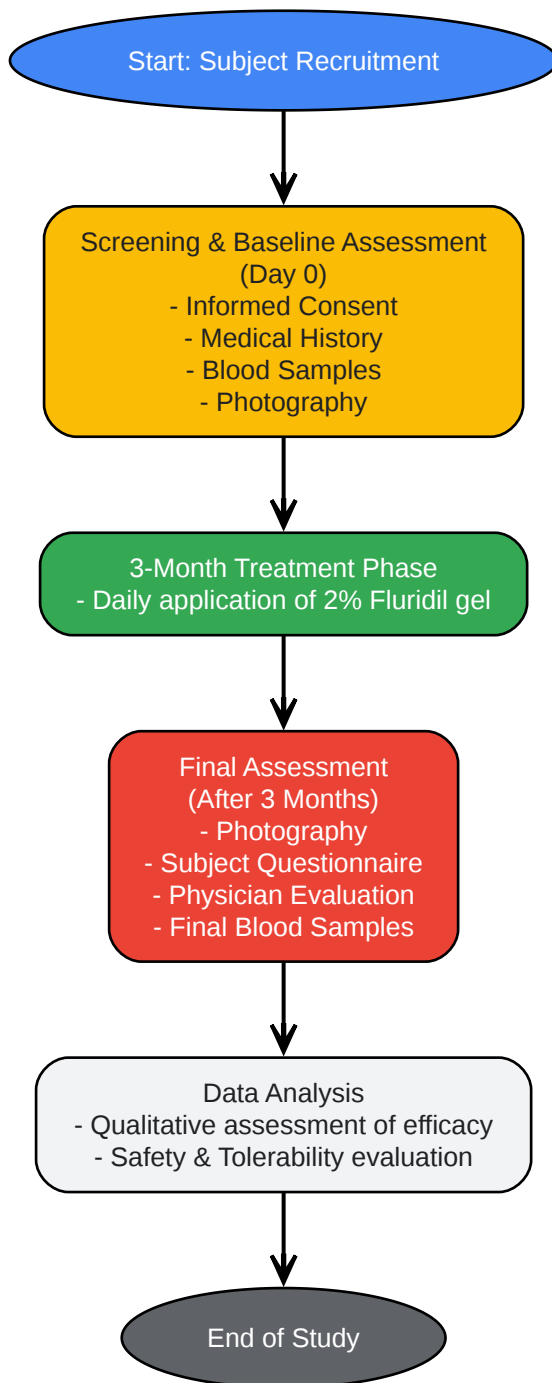 Start: Subject Recruitment
Screening & Baseline Assessment
(Day 0)
- Informed Consent
- Medical History
- Blood Samples
- Photography
3-Month Treatment Phase
- Daily application of 2% Fluridil gel
Final Assessment
(After 3 Months)
- Photography
- Subject Questionnaire
- Physician Evaluation
- Final Blood Samples
Data Analysis
- Qualitative assessment of efficacy
- Safety & Tolerability evaluation
End of Study